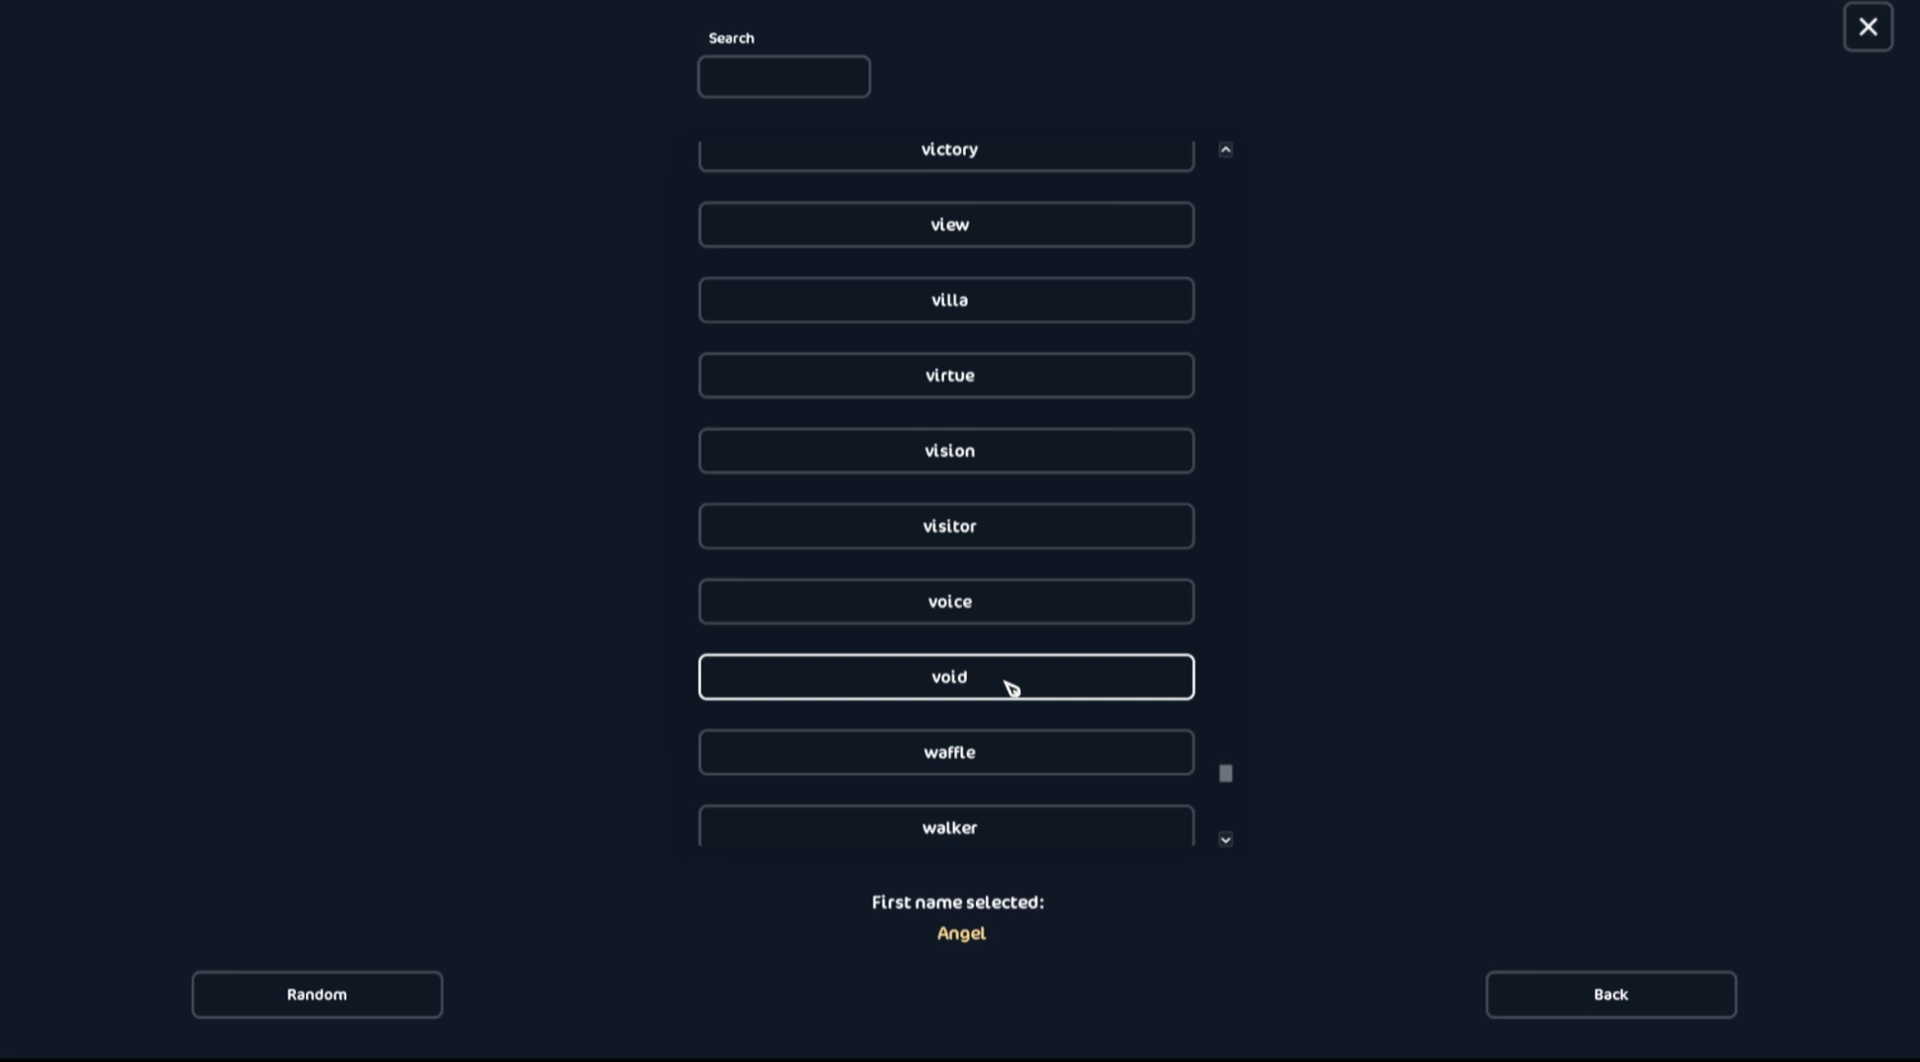 Search
victory
view
villa
virtue
vision
visitor
voice
void
waffle
walker
First name selected:
Angel
Random
Back